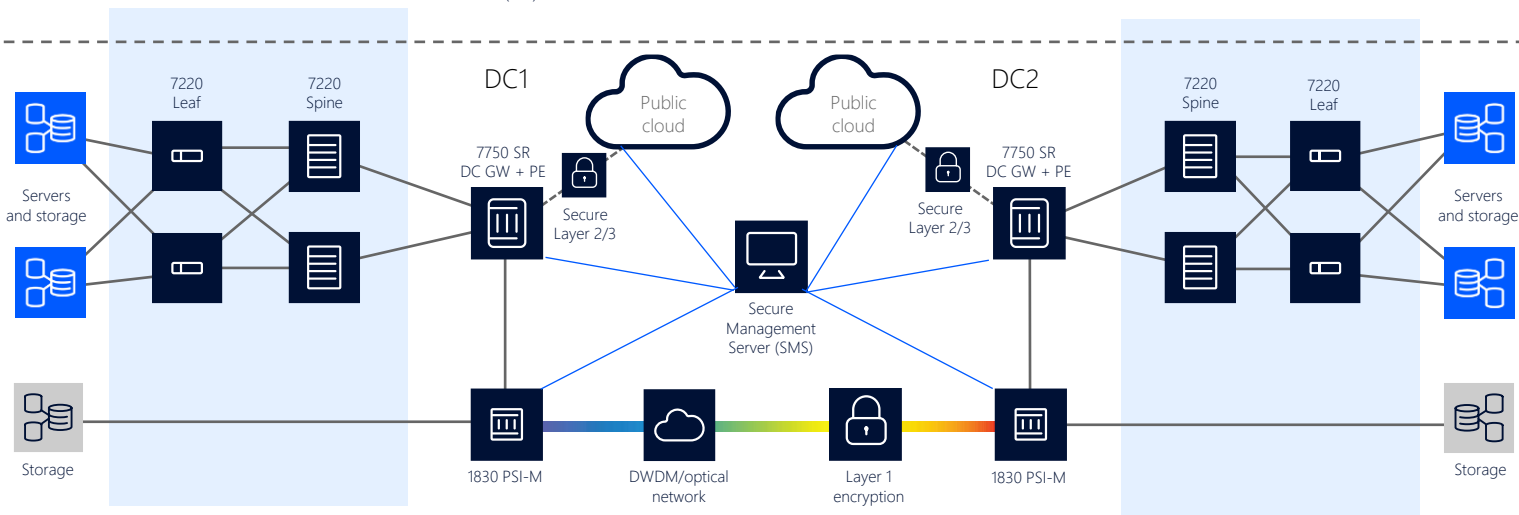 7220
Leaf
7220
Spine
DC1
Public
cloud
Public
cloud
DC2
7220
Spine
7220
Leaf
7750 SR
DC GW + PE
7750 SR
DC GW + PE
Servers
and storage
Secure
Layer 2/3
Secure
Layer 2/3
Servers
and storage
Secure
Management
Server (SMS)
Storage
1830 PSI-M
DWDM/optical
network
Layer 1
encryption
1830 PSI-M
Storage